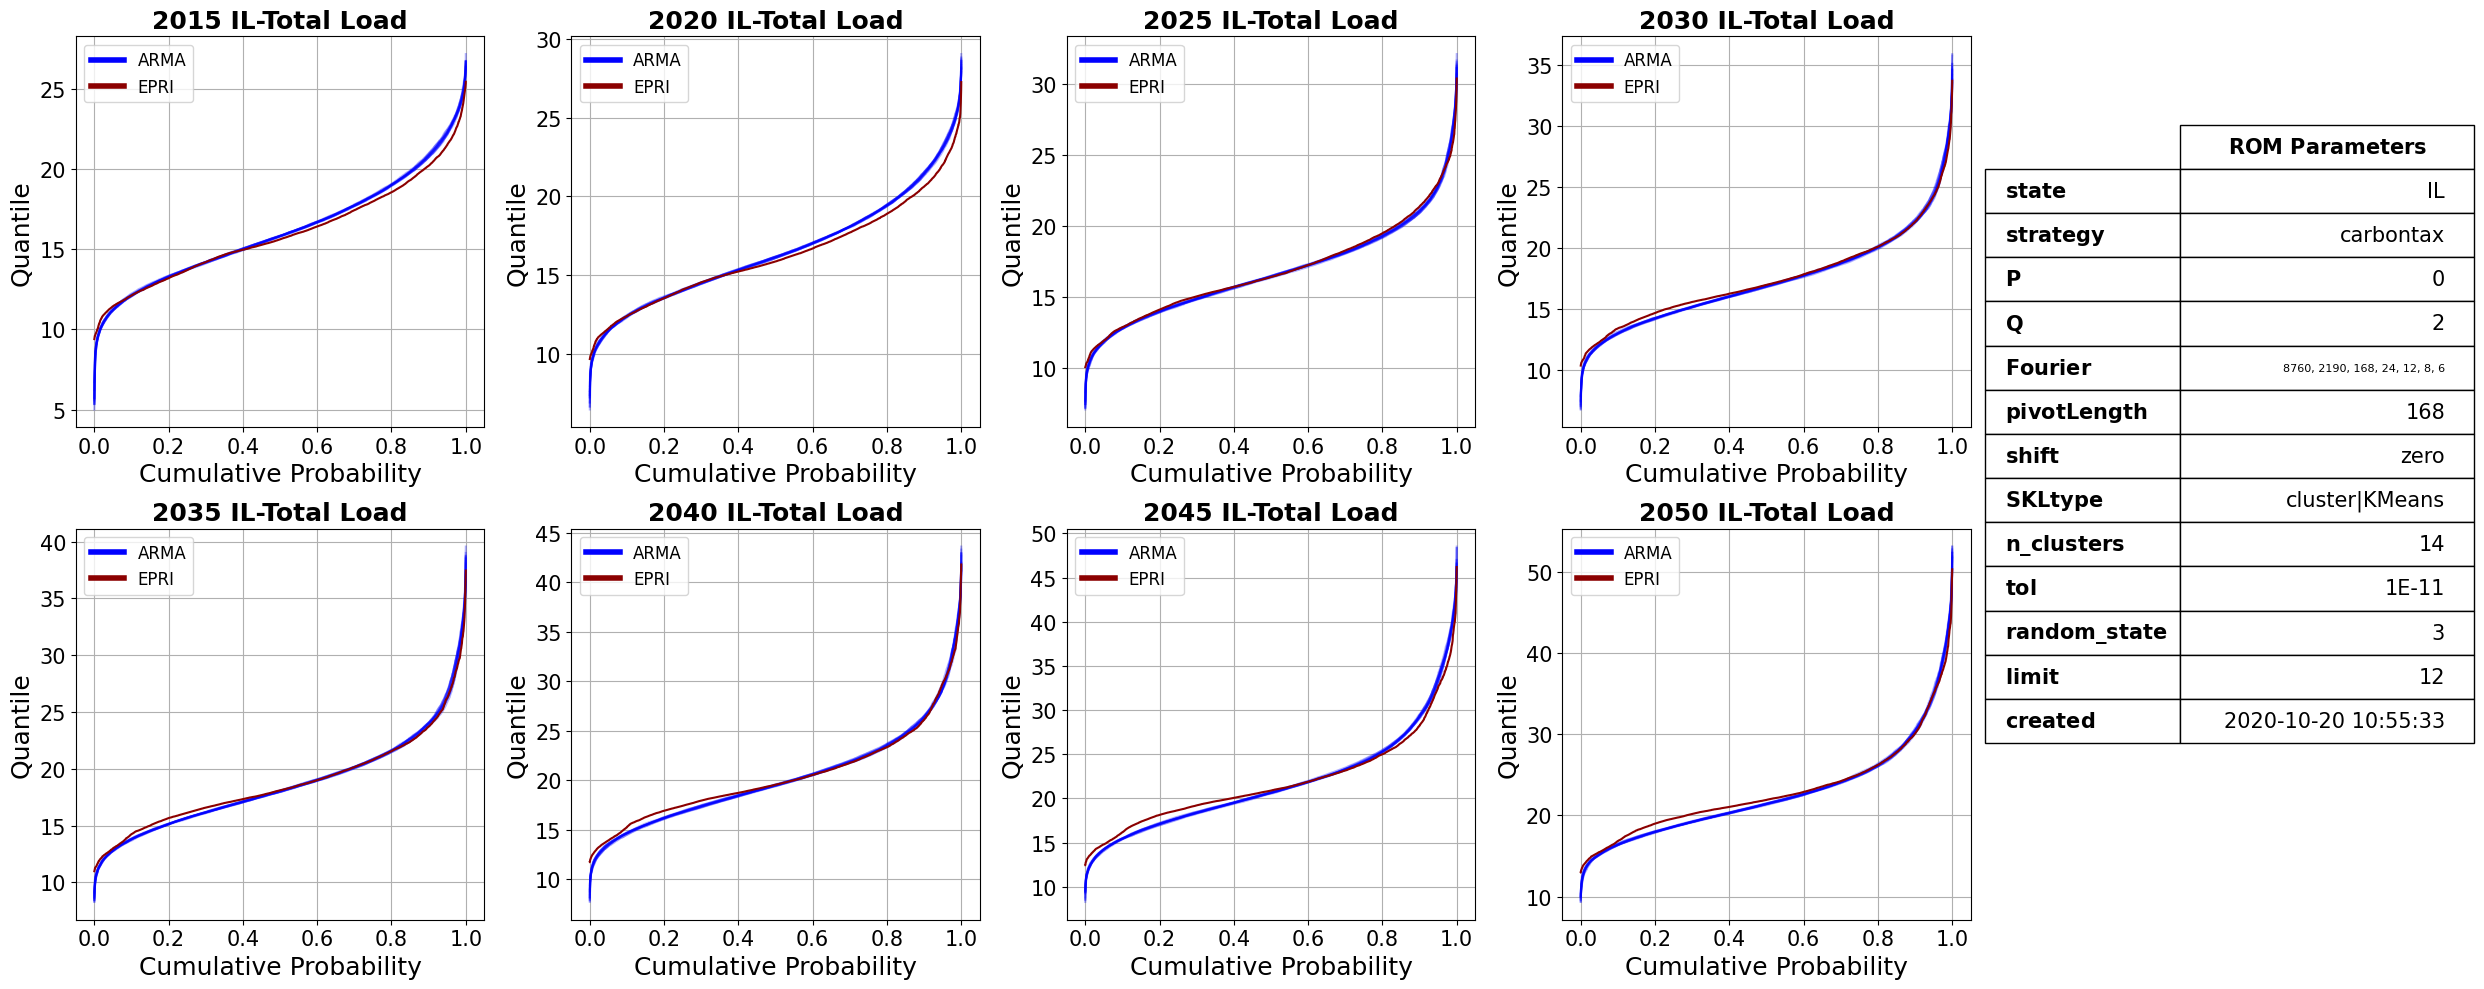 2015 IL-Total Load
ARMA
EPRI
Quantile
25
20
15
10
5
0.0 0.2 0.4 0.6 0.8 1.0
Cumulative Probability
2020 IL-Total Load
ARMA
EPRI
Quantile
30
25
20
15
10
0.0 0.2 0.4 0.6 0.8 1.0
Cumulative Probability
2025 IL-Total Load
ARMA
EPRI
Quantile
30
25
20
15
10
0.0 0.2 0.4 0.6 0.8 1.0
Cumulative Probability
2030 IL-Total Load
ARMA
EPRI
Quantile
35
30
25
20
15
10
0.0 0.2 0.4 0.6 0.8 1.0
Cumulative Probability
2035 IL-Total Load
ARMA
EPRI
Quantile
40
35
30
25
20
15
10
0.0 0.2 0.4 0.6 0.8 1.0
Cumulative Probability
2040 IL-Total Load
ARMA
EPRI
Quantile
45
40
35
30
25
20
15
10
0.0 0.2 0.4 0.6 0.8 1.0
Cumulative Probability
2045 IL-Total Load
ARMA
EPRI
Quantile
50
45
40
35
30
25
20
15
10
0.0 0.2 0.4 0.6 0.8 1.0
Cumulative Probability
2050 IL-Total Load
ARMA
EPRI
Quantile
50
40
30
20
10
0.0 0.2 0.4 0.6 0.8 1.0
Cumulative Probability
ROM Parameters
state IL
strategy carbontax
P 0
Q 2
Fourier 8760, 2190, 168, 24, 12, 8, 6
pivotLength 168
shift zero
SKLtype cluster|KMeans
n_clusters 14
tol 1E-11
random_state 3
limit 12
created 2020-10-20 10:55:33